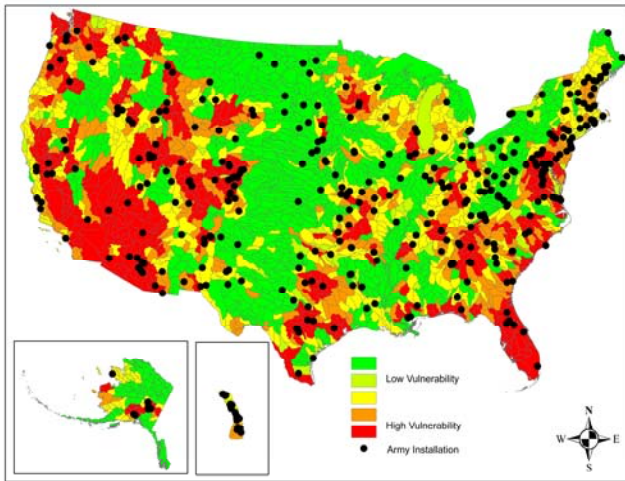 Low Vulnerability
High Vulnerability
Army Installation
N
W E
S